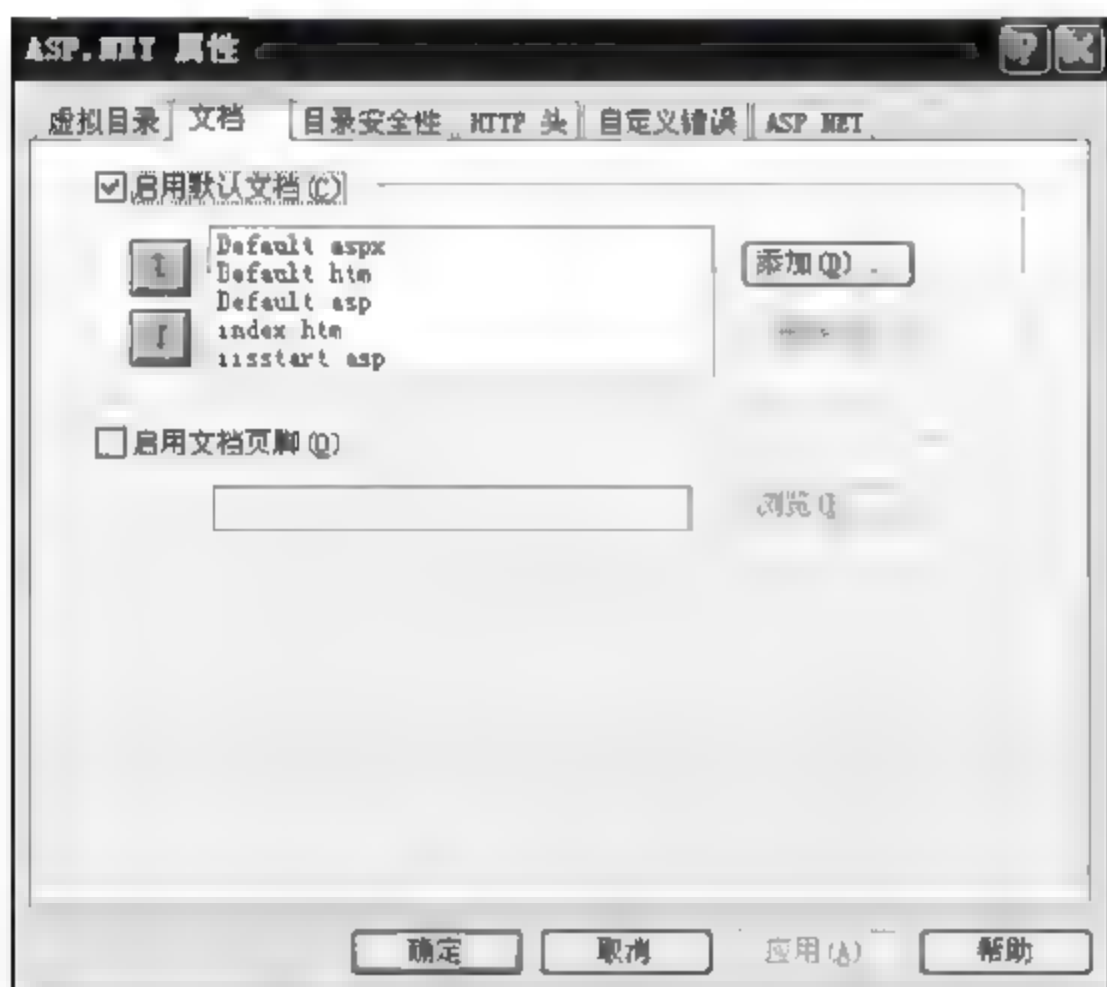 ASP.NET 属性
虚拟目录 文档 目录安全性 HTTP 头 自定义错误 ASP NET
启用默认文档(C)
Default aspx
Default htm
Default asp
index htm
iisstart asp
添加(D) .
启用文档页脚(O)
浏览
确定 取消 应用(A) 帮助